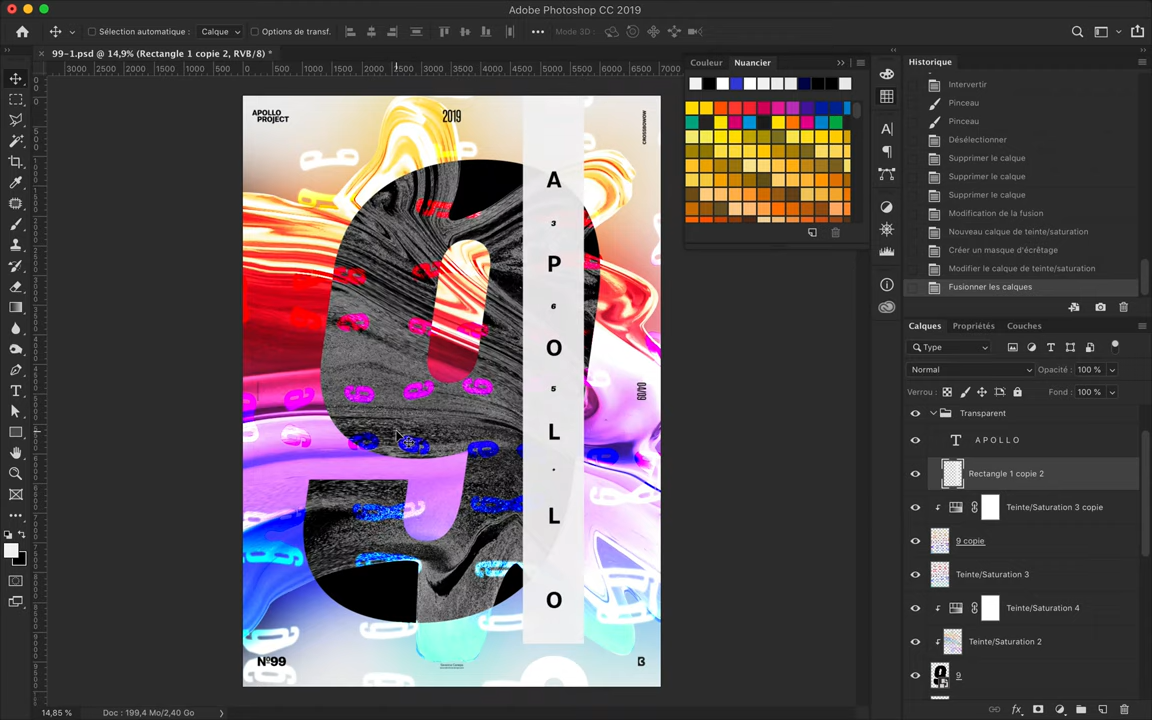 Adobe Photoshop CC 2019
Sélection automatique :
Calque
Options de transf.
Mode 3D :
99-1.psd @ 14,9% (Rectangle 1 copie 2, RVB/8) *
3000 2500 2000 1500 1000 500 0 500 1000 1500 2000 2500 3000 3500 4000 4500 5000 5500 6000 6500 7000
APOLLO
PROJECT
2019
CROSSBOWOW
A
3
P
6
O
5
L
L
O
04/09
Nº99
Couleur
Nuancier
Historique
Intervertir
Pinceau
Pinceau
Désélectionner
Supprimer le calque
Supprimer le calque
Supprimer le calque
Modification de la fusion
Nouveau calque de teinte/saturation
Créer un masque d'écrêtage
Modifier le calque de teinte/saturation
Fusionner les calques
Calques
Propriétés
Couches
Type
Normal
Opacité : 100 %
Verrou :
Fond : 100 %
Transparent
A P O L L O
Rectangle 1 copie 2
Teinte/Saturation 3 copie
9 copie
Teinte/Saturation 3
Teinte/Saturation 4
Teinte/Saturation 2
9
14,85 %
Doc : 199,4 Mo/2,40 Go